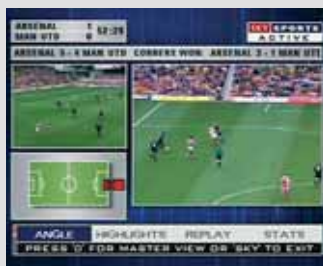 ARSENAL 1
MAN UTD 0
52:29
SKY SPORTS
ACTIVE
ARSENAL 3 - 4 MAN UTD CORNERS WON: ARSENAL 3 - 1 MAN UTD
ANGLE HIGHLIGHTS REPLAY STATS
PRESS 'D' FOR MASTER VIEW OR 'SKY' TO EXIT